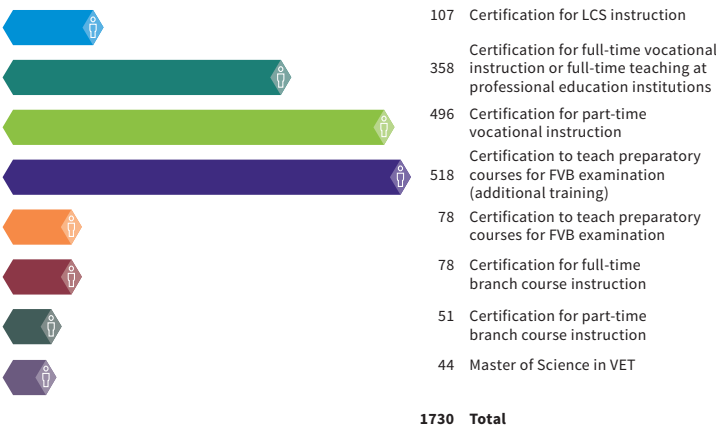 107 Certification for LCS instruction
Certification for full-time vocational
358 instruction or full-time teaching at
professional education institutions
496 Certification for part-time
vocational instruction
Certification to teach preparatory
518 courses for FVB examination
(additional training)
78 Certification to teach preparatory
courses for FVB examination
78 Certification for full-time
branch course instruction
51 Certification for part-time
branch course instruction
44 Master of Science in VET
1730 Total